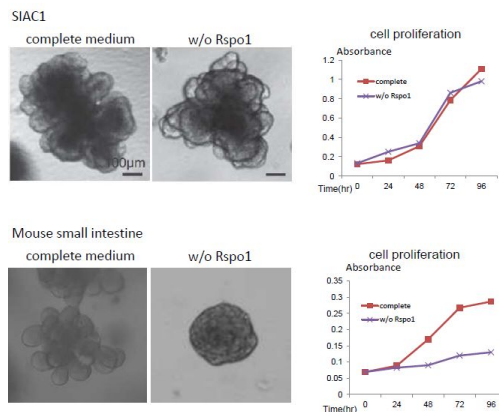 SIAC1
complete medium
w/o Rspo1
100μm
cell proliferation
Absorbance
1.2
1
0.8
0.6
0.4
0.2
0
complete
w/o Rspo1
0 24 48 72 96
Time(hr)
Mouse small intestine
complete medium
w/o Rspo1
cell proliferation
Absorbance
0.35
0.3
0.25
0.2
0.15
0.1
0.05
0
complete
w/o Rspo1
0 24 48 72 96
Time(hr)